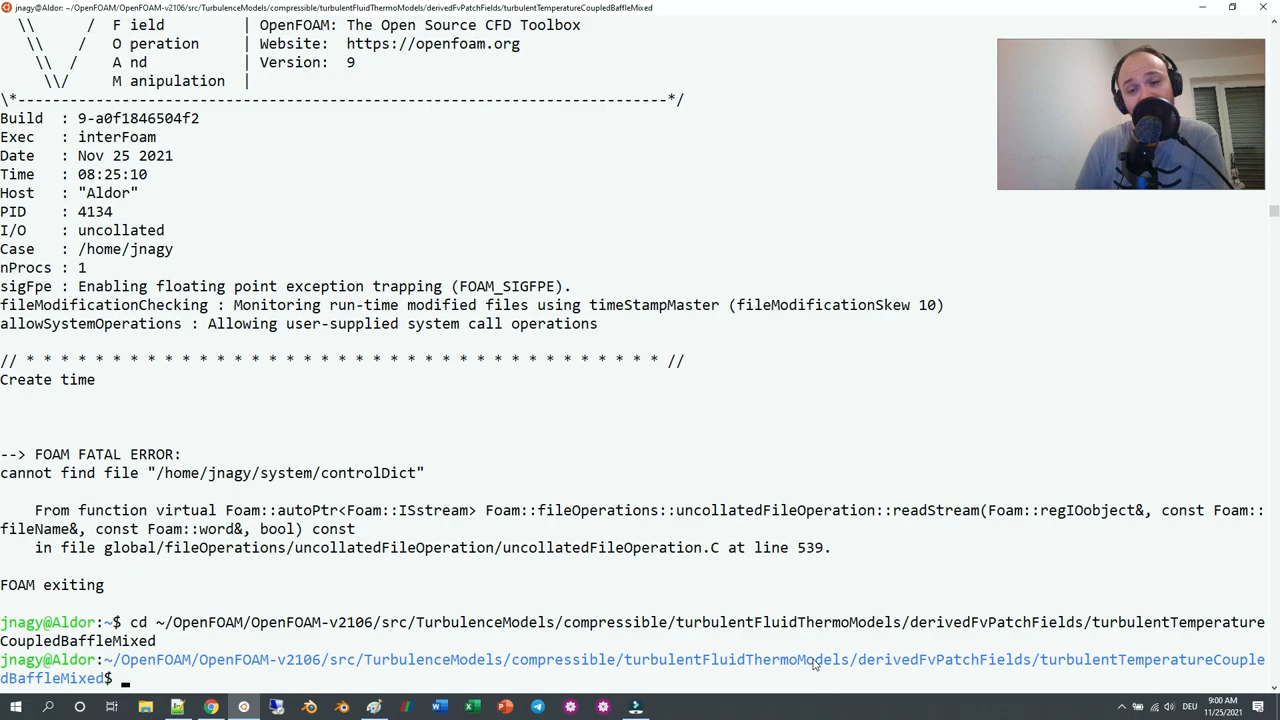 jnagy@Aldor: ~/OpenFOAM/OpenFOAM-v2106/src/TurbulenceModels/compressible/turbulentFluidThermoModels/derivedFvPatchFields/turbulentTemperatureCoupledBaffleMixed
\\      /  F ield         | OpenFOAM: The Open Source CFD Toolbox
\\    /   O peration     | Website:  https://openfoam.org
\\  /    A nd           | Version:  9
\\/     M anipulation  |
\*---------------------------------------------------------------------------*/
Build  : 9-a0f1846504f2
Exec   : interFoam
Date   : Nov 25 2021
Time   : 08:25:10
Host   : "Aldor"
PID    : 4134
I/O    : uncollated
Case   : /home/jnagy
nProcs : 1
sigFpe : Enabling floating point exception trapping (FOAM_SIGFPE).
fileModificationChecking : Monitoring run-time modified files using timeStampMaster (fileModificationSkew 10)
allowSystemOperations : Allowing user-supplied system call operations
// * * * * * * * * * * * * * * * * * * * * * * * * * * * * * * * * * * * * * //
Create time
--> FOAM FATAL ERROR:
cannot find file "/home/jnagy/system/controlDict"
From function virtual Foam::autoPtr<Foam::ISstream> Foam::fileOperations::uncollatedFileOperation::readStream(Foam::regIOobject&, const Foam::
fileName&, const Foam::word&, bool) const
in file global/fileOperations/uncollatedFileOperation/uncollatedFileOperation.C at line 539.
FOAM exiting
jnagy@Aldor:~$ cd ~/OpenFOAM/OpenFOAM-v2106/src/TurbulenceModels/compressible/turbulentFluidThermoModels/derivedFvPatchFields/turbulentTemperature
CoupledBaffleMixed
jnagy@Aldor:~/OpenFOAM/OpenFOAM-v2106/src/TurbulenceModels/compressible/turbulentFluidThermoModels/derivedFvPatchFields/turbulentTemperatureCouple
dBaffleMixed$
DEU
9:00 AM
11/25/2021